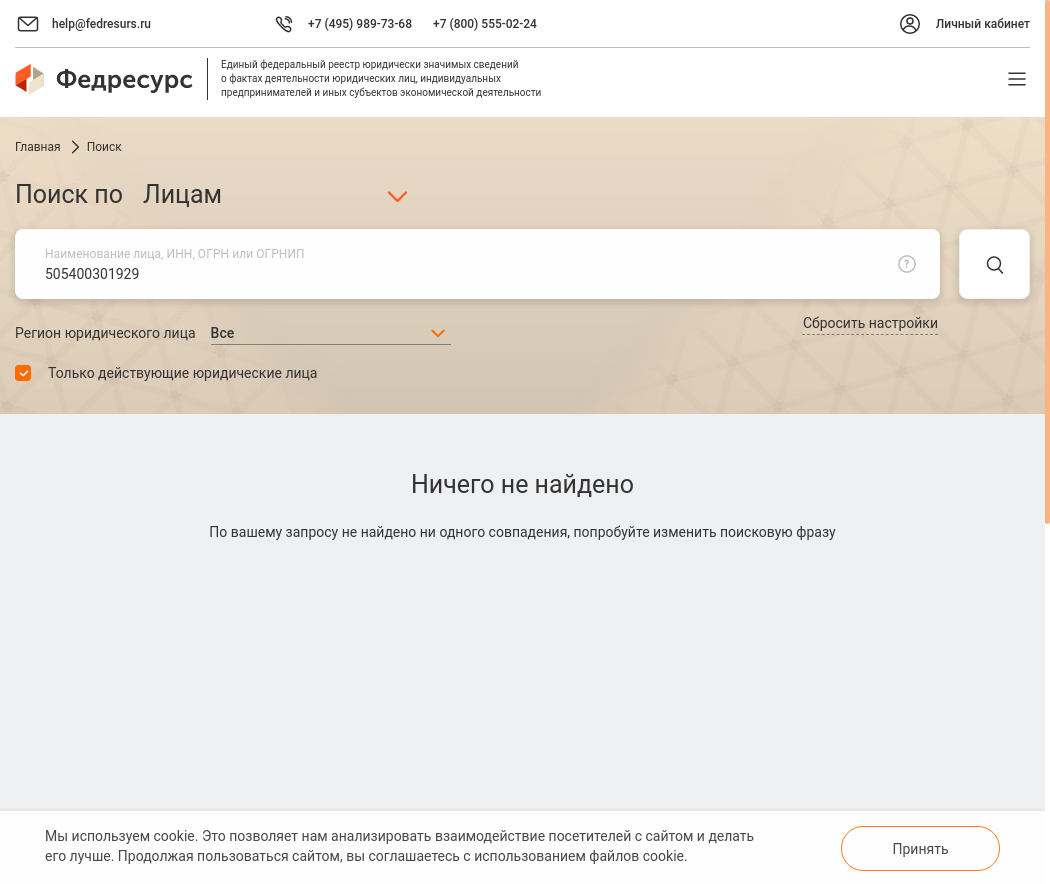 help@fedresurs.ru
+7 (495) 989-73-68
+7 (800) 555-02-24
Личный кабинет
Федресурс
Единый федеральный реестр юридически значимых сведений
о фактах деятельности юридических лиц, индивидуальных
предпринимателей и иных субъектов экономической деятельности
Главная
Поиск
Поиск по Лицам
Наименование лица, ИНН, ОГРН или ОГРНИП
505400301929
?
Регион юридического лица Все
Сбросить настройки
Только действующие юридические лица
Ничего не найдено
По вашему запросу не найдено ни одного совпадения, попробуйте изменить поисковую фразу
Мы используем cookie. Это позволяет нам анализировать взаимодействие посетителей с сайтом и делать
его лучше. Продолжая пользоваться сайтом, вы соглашаетесь с использованием файлов cookie.
Принять